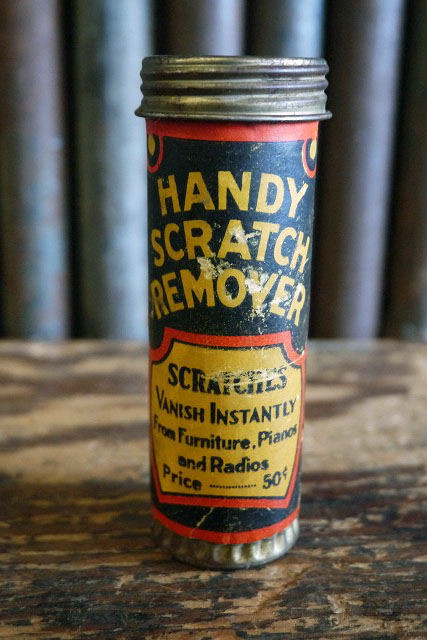 HANDY
SCRATCH
REMOVER
SCRATCHES
VANISH INSTANTLY
From Furniture, Pianos
and Radios
Price ............... 50¢